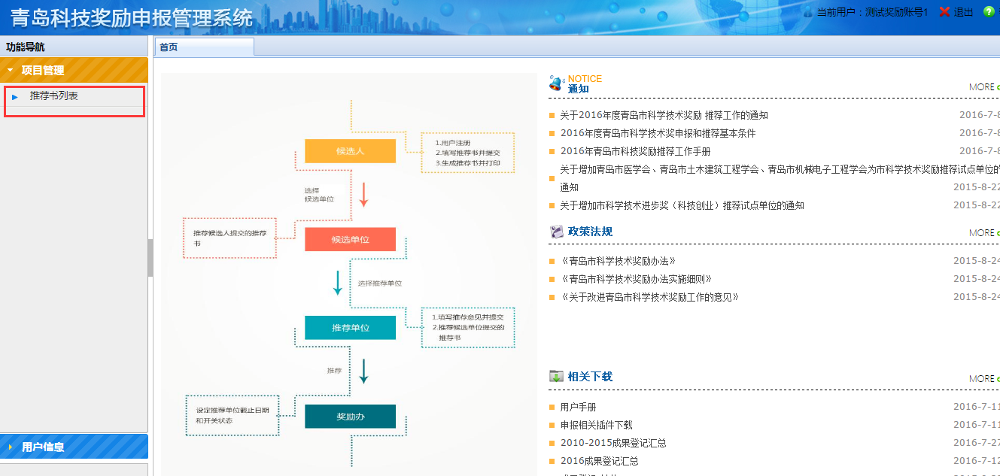 青岛科技奖励申报管理系统
当前用户：测试奖励账号1
退出
功能导航
首页
项目管理
推荐书列表
用户信息
候选人
1.用户注册
2.填写推荐书并提交
3.生成推荐书并打印
选择
候选单位
推荐候选人提交的推荐
书
候选单位
选择推荐单位
推荐单位
1.填写推荐意见并提交
2.推荐候选单位提交的
推荐书
推荐
设定推荐单位截止日期
和开关状态
奖励办
NOTICE
通知
MORE
关于2016年度青岛市科学技术奖励 推荐工作的通知 2016-7-8
2016年度青岛市科学技术奖申报和推荐基本条件 2016-7-8
2016年青岛市科技奖励推荐工作手册 2016-7-8
关于增加青岛市医学会、青岛市土木建筑工程学会、青岛市机械电子工程学会为市科学技术奖励推荐试点单位的
通知 2015-8-22
关于增加市科学技术进步奖（科技创业）推荐试点单位的通知 2015-8-22
政策法规 MORE
《青岛市科学技术奖励办法》 2015-8-24
《青岛市科学技术奖励办法实施细则》 2015-8-24
《关于改进青岛市科学技术奖励工作的意见》 2015-8-24
相关下载 MORE
用户手册 2016-7-11
申报相关插件下载 2016-7-11
2010-2015成果登记汇总 2016-7-27
2016成果登记汇总 2016-7-12